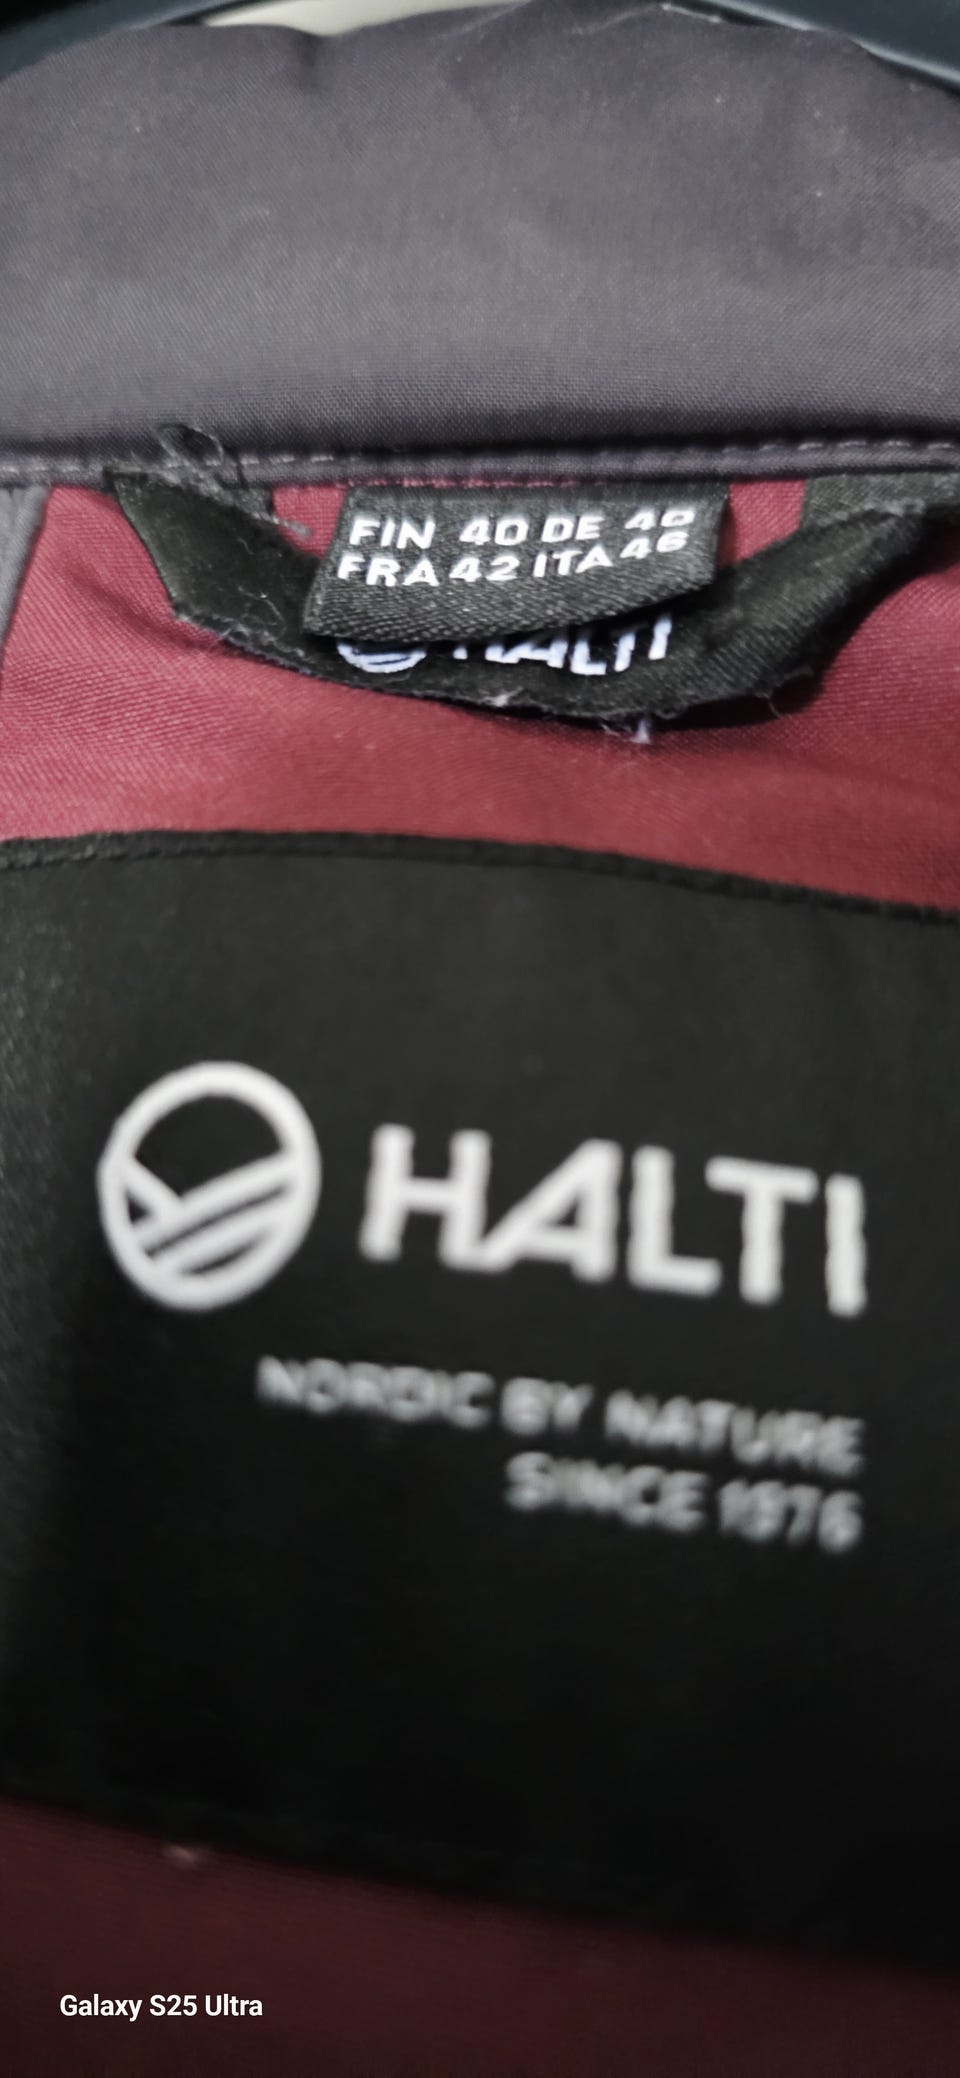 FIN 40 DE 40
FRA 42 ITA 46
HALTI
HALTI
NORDIC BY NATURE
SINCE 1976
Galaxy S25 Ultra